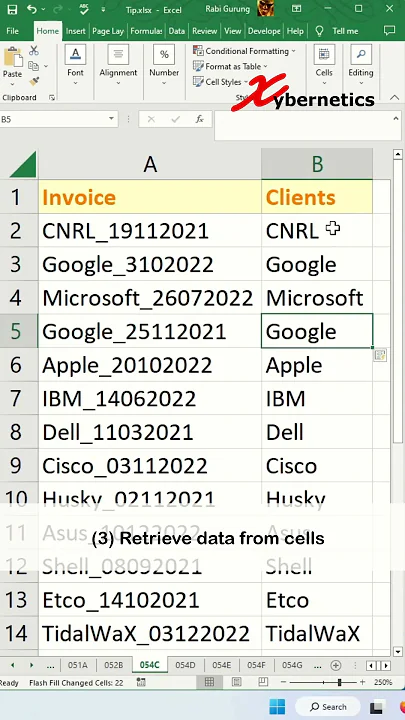 Tip.xlsx - Excel
Rabi Gurung
File Home Insert Page Lay Formulas Data View Help Tell me
Paste
Font
Alignment
Number
Conditional Formatting
Format as Table
Cell Styles
Cells
Editing
Clipboard
Styles
Xybernetics
B5
fx
A B
1 Invoice Clients
2 CNRL_19112021 CNRL
3 Google_3102022 Google
4 Microsoft_26072022 Microsoft
5 Google_25112021 Google
6 Apple_20102022 Apple
7 IBM_14062022 IBM
8 Dell_11032021 Dell
9 Cisco_03112022 Cisco
10 Husky_02112021 Husky
11 Asus_10122022 Asus
(3) Retrieve data from cells
12 Shell_08092021 Shell
13 Etco_14102021 Etco
14 TidalWaX_03122022 TidalWaX
... 051A 052B 054C 054D 054E 054F 054G ...
Ready Flash Fill Changed Cells: 22 250%
Search